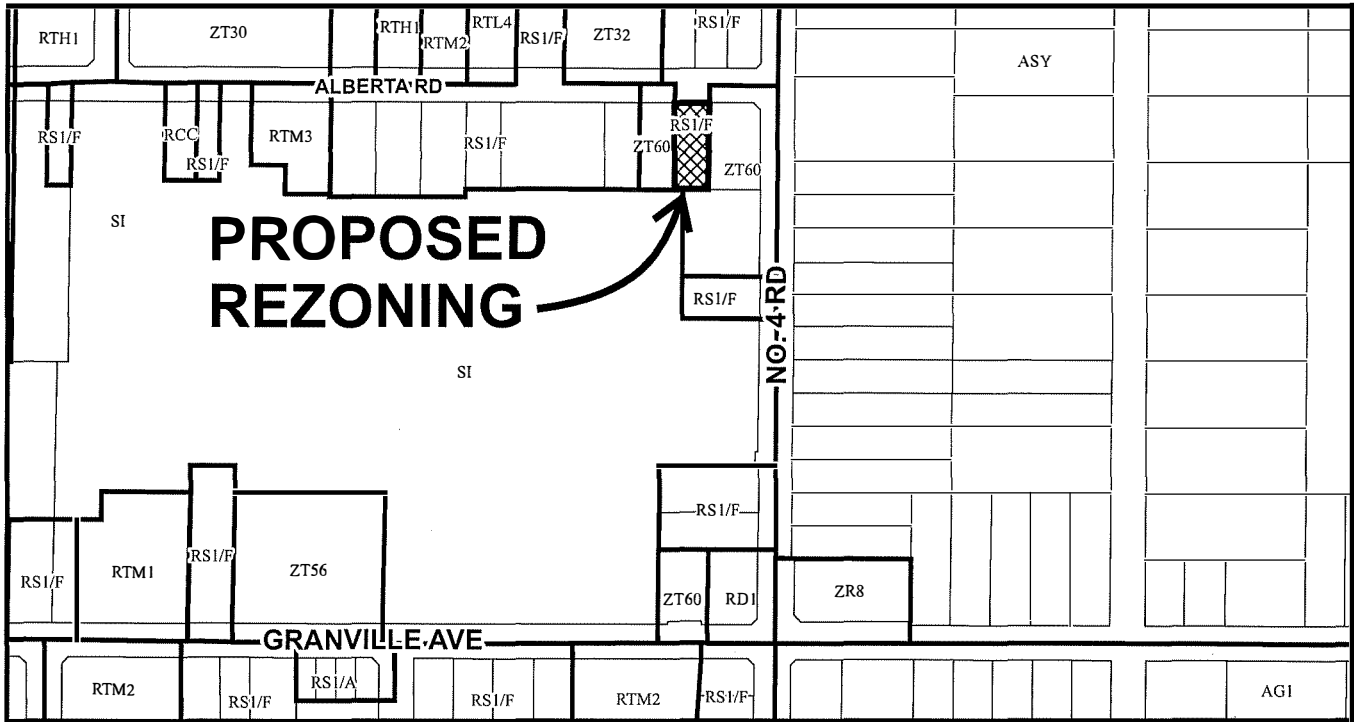 RTH1
ZT30
RTH1
RTM2
RTL4
RS1/F
ZT32
RS1/F
ASY
ALBERTA RD
RS1/F
RCC
RS1/F
RTM3
RS1/F
ZT60
RS1/F
ZT60
SI
PROPOSED
REZONING
RS1/F
NO. 4 RD
SI
RS1/F
RS1/F
RTM1
RS1/F
ZT56
ZT60
RD1
ZR8
GRANVILLE AVE
RTM2
RS1/F
RS1/A
RS1/F
RTM2
RS1/F
AG1